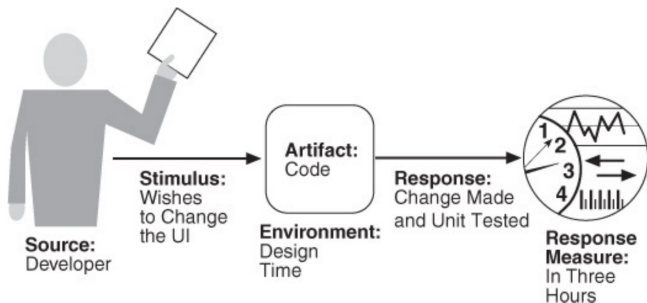 Source:
Developer
Stimulus:
Wishes
to Change
the UI
Artifact:
Code
Environment:
Design
Time
Response:
Change Made
and Unit Tested
1
2
3
4
Response
Measure:
In Three
Hours